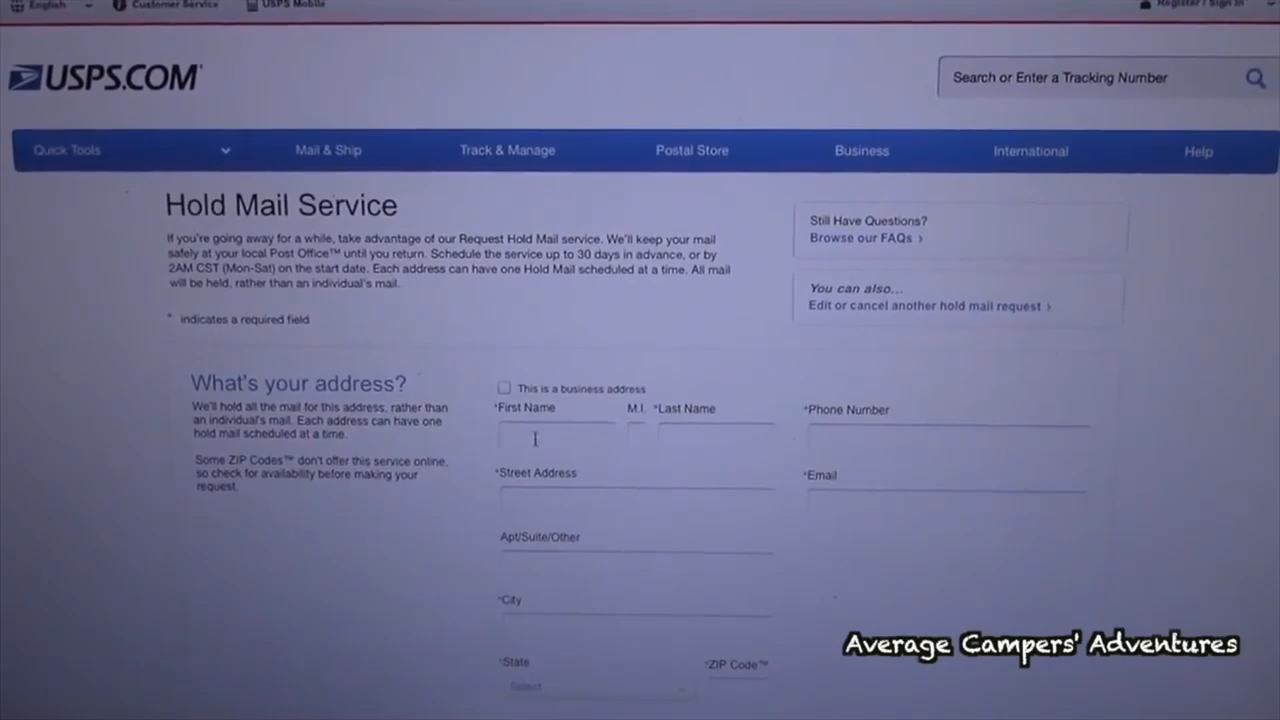 English
Customer Service
USPS Mobile
Register / Sign In
USPS.COM
Search or Enter a Tracking Number
Quick Tools
Mail & Ship
Track & Manage
Postal Store
Business
International
Help
Hold Mail Service
If you're going away for a while, take advantage of our Request Hold Mail service. We'll keep your mail
safely at your local Post Office™ until you return. Schedule the service up to 30 days in advance, or by
2AM CST (Mon-Sat) on the start date. Each address can have one Hold Mail scheduled at a time. All mail
will be held, rather than an individual's mail.
* indicates a required field
Still Have Questions?
Browse our FAQs ›
You can also...
Edit or cancel another hold mail request ›
What's your address?
We'll hold all the mail for this address, rather than
an individual's mail. Each address can have one
hold mail scheduled at a time.
Some ZIP Codes™ don't offer this service online,
so check for availability before making your
request.
This is a business address
*First Name
M.I.
*Last Name
*Phone Number
*Street Address
*Email
Apt/Suite/Other
*City
*State
Select
*ZIP Code™
Average Campers' Adventures